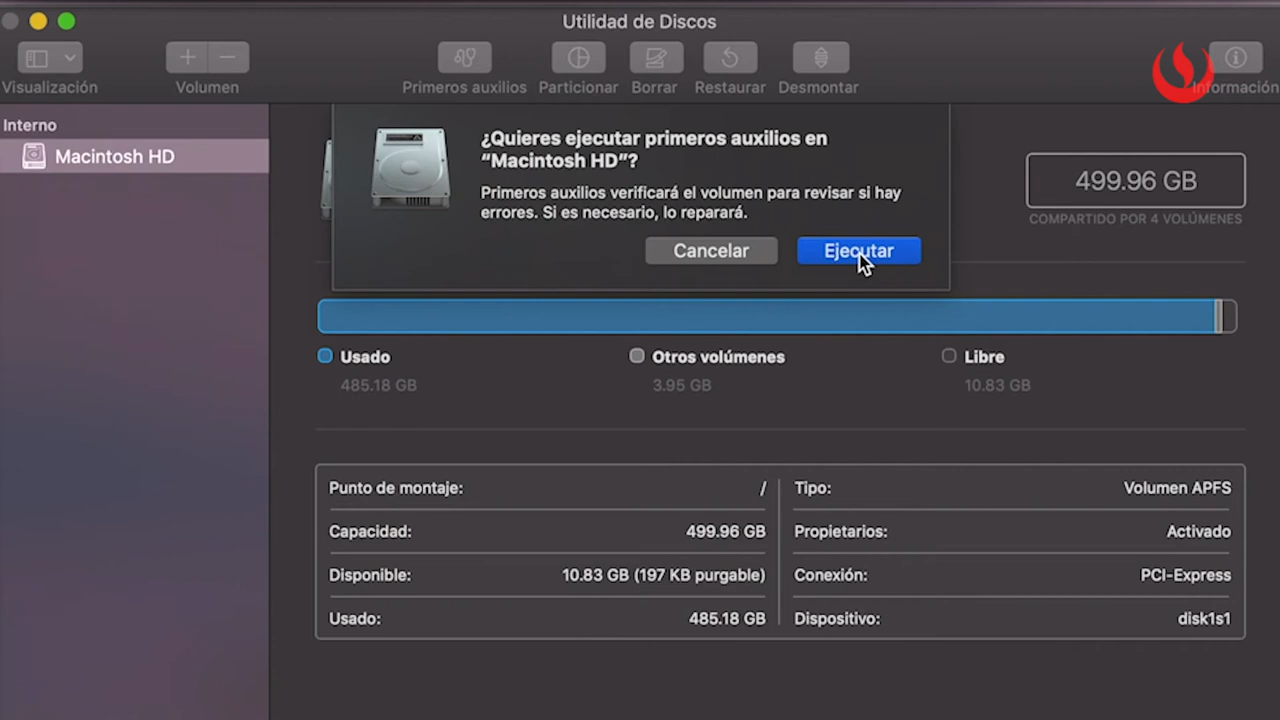 Utilidad de Discos
Visualización
Volumen
Primeros auxilios
Particionar
Borrar
Restaurar
Desmontar
Información
Interno
Macintosh HD
¿Quieres ejecutar primeros auxilios en
“Macintosh HD”?
Primeros auxilios verificará el volumen para revisar si hay
errores. Si es necesario, lo reparará.
Cancelar
Ejecutar
499.96 GB
COMPARTIDO POR 4 VOLÚMENES
Usado
485.18 GB
Otros volúmenes
3.95 GB
Libre
10.83 GB
Punto de montaje: /
Capacidad: 499.96 GB
Disponible: 10.83 GB (197 KB purgable)
Usado: 485.18 GB
Tipo: Volumen APFS
Propietarios: Activado
Conexión: PCI-Express
Dispositivo: disk1s1